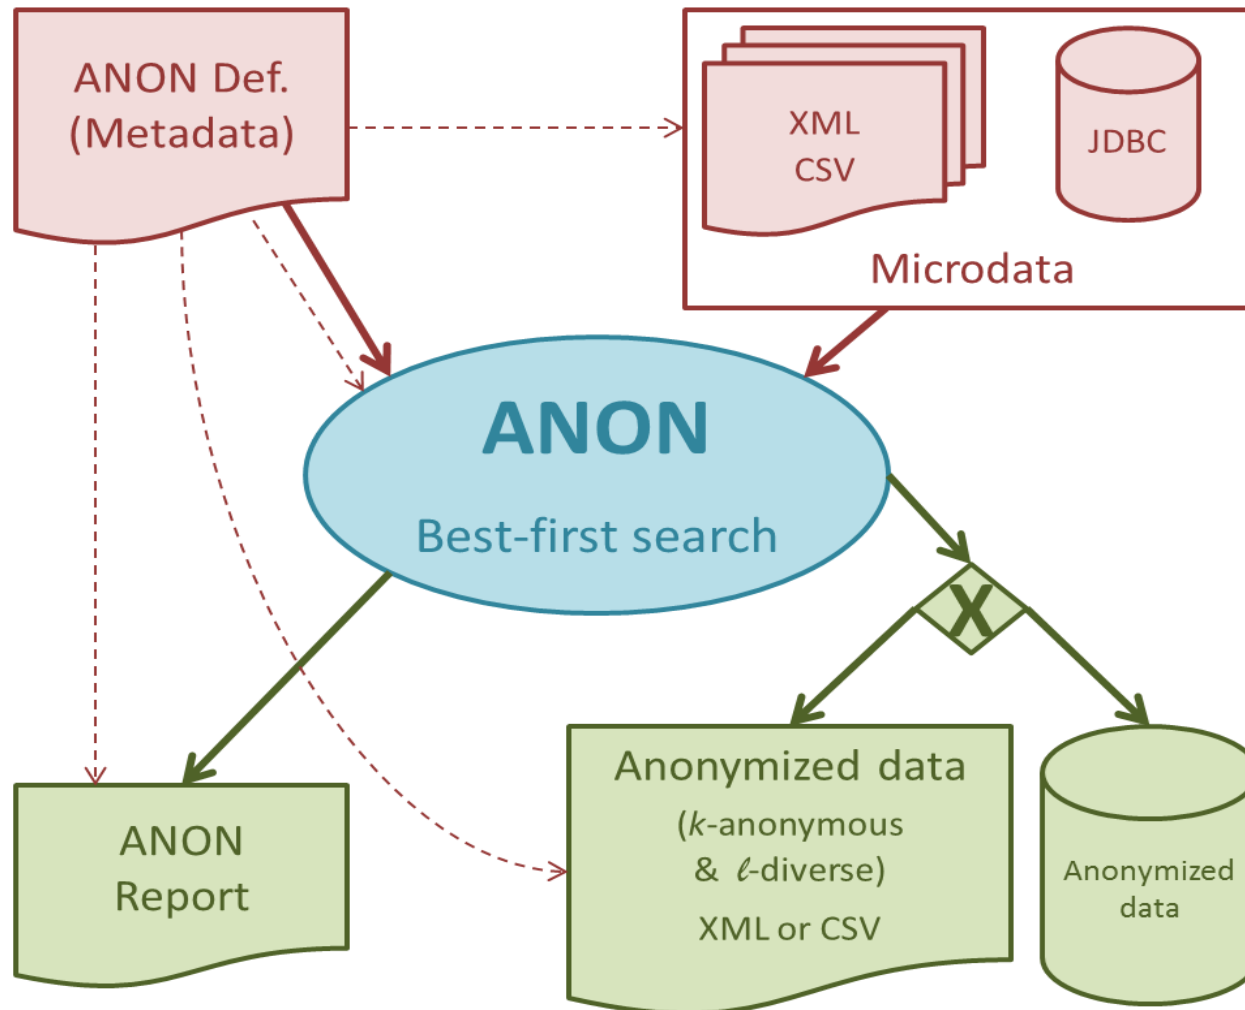 ANON Def.
(Metadata)
XML
CSV
JDBC
Microdata
ANON
Best-first search
X
ANON
Report
Anonymized data
(k-anonymous
& ℓ-diverse)
XML or CSV
Anonymized
data